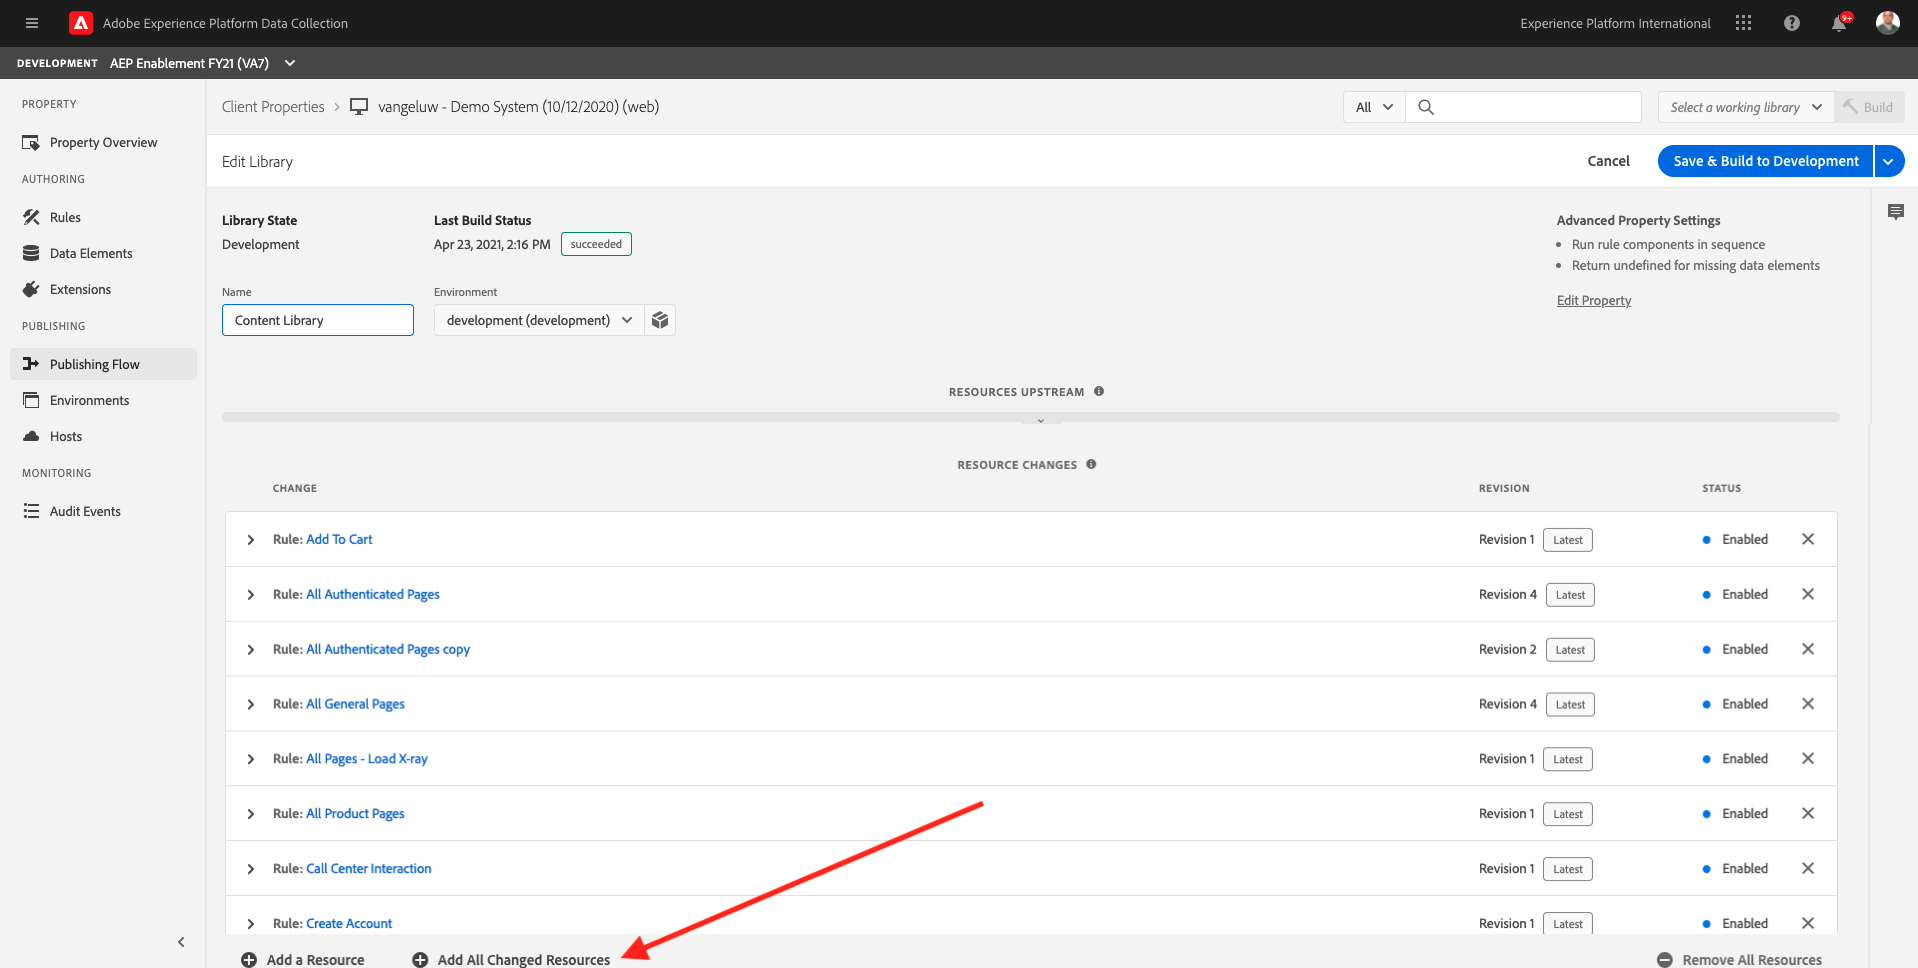 Adobe Experience Platform Data Collection
Experience Platform International
9+
DEVELOPMENT AEP Enablement FY21 (VA7)
PROPERTY
Property Overview
AUTHORING
Rules
Data Elements
Extensions
PUBLISHING
Publishing Flow
Environments
Hosts
MONITORING
Audit Events
Client Properties > vangeluw - Demo System (10/12/2020) (web)
All
Select a working library
Build
Edit Library
Cancel
Save & Build to Development
Library State
Development
Last Build Status
Apr 23, 2021, 2:16 PM succeeded
Advanced Property Settings
• Run rule components in sequence
• Return undefined for missing data elements
Edit Property
Name
Content Library
Environment
development (development)
RESOURCES UPSTREAM
RESOURCE CHANGES
CHANGE REVISION STATUS
Rule: Add To Cart Revision 1 Latest Enabled
Rule: All Authenticated Pages Revision 4 Latest Enabled
Rule: All Authenticated Pages copy Revision 2 Latest Enabled
Rule: All General Pages Revision 4 Latest Enabled
Rule: All Pages - Load X-ray Revision 1 Latest Enabled
Rule: All Product Pages Revision 1 Latest Enabled
Rule: Call Center Interaction Revision 1 Latest Enabled
Rule: Create Account Revision 1 Latest Enabled
Add a Resource Add All Changed Resources Remove All Resources